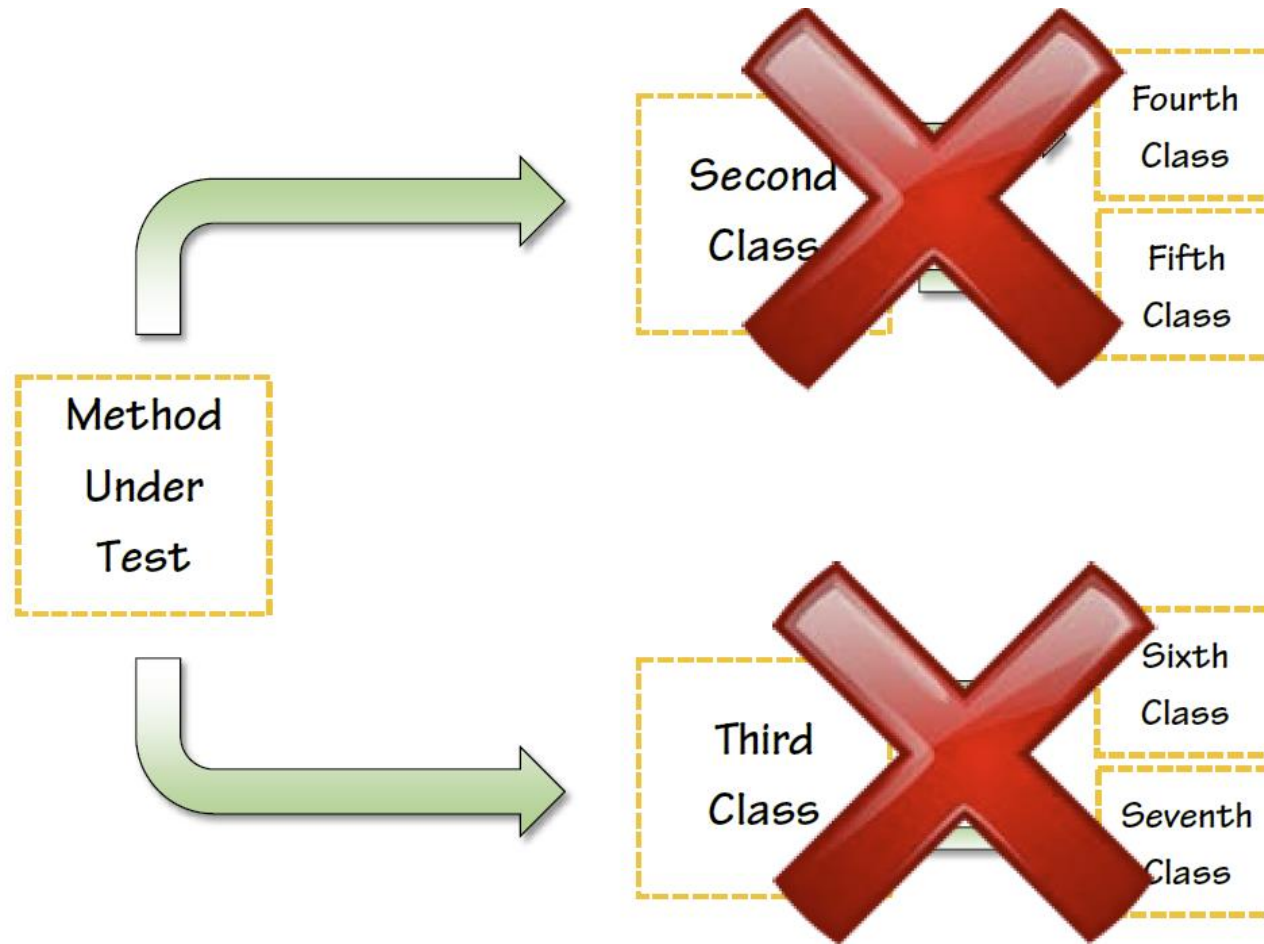 Method
Under
Test
Second
Class
Fourth
Class
Fifth
Class
Third
Class
Sixth
Class
Seventh
Class